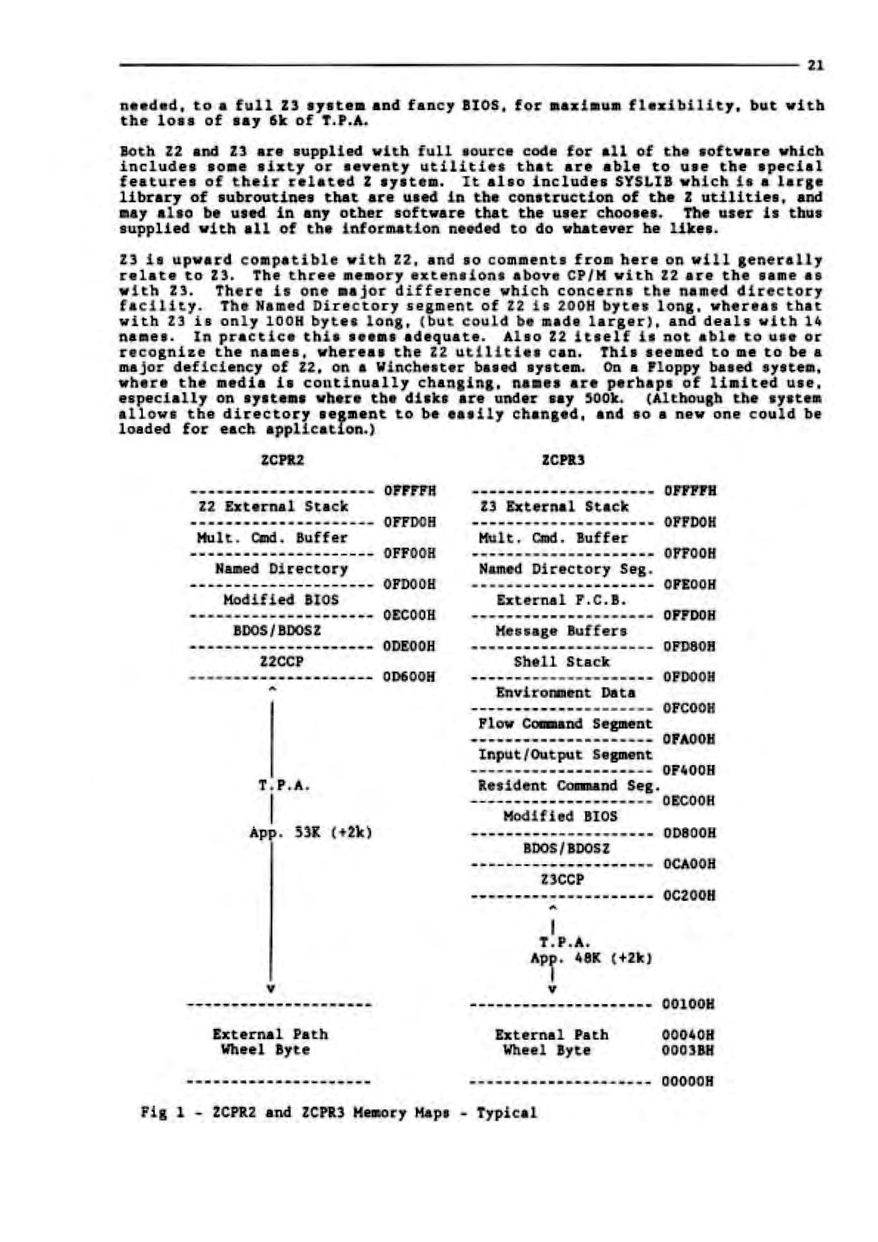 21
needed, to a full Z3 system and fancy BIOS, for maximum flexibility, but with
the loss of say 6k of T.P.A.
Both Z2 and Z3 are supplied with full source code for all of the software which
includes some sixty or seventy utilities that are able to use the special
features of their related Z system. It also includes SYSLIB which is a large
library of subroutines that are used in the construction of the Z utilities, and
may also be used in any other software that the user chooses. The user is thus
supplied with all of the information needed to do whatever he likes.
Z3 is upward compatible with Z2, and so comments from here on will generally
relate to Z3. The three memory extensions above CP/M with Z2 are the same as
with Z3. There is one major difference which concerns the named directory
facility. The Named Directory segment of Z2 is 200H bytes long, whereas that
with Z3 is only 100H bytes long, (but could be made larger), and deals with 14
names. In practice this seems adequate. Also Z2 itself is not able to use or
recognize the names, whereas the Z2 utilities can. This seemed to me to be a
major deficiency of Z2, on a Winchester based system. On a Floppy based system,
where the media is continually changing, names are perhaps of limited use,
especially on systems where the disks are under say 500k. (Although the system
allows the directory segment to be easily changed, and so a new one could be
loaded for each application.)
ZCPR2
---------------------- 0FFFFH
Z2 External Stack
---------------------- 0FFD0H
Mult. Cmd. Buffer
---------------------- 0FF00H
Named Directory
---------------------- 0FD00H
Modified BIOS
---------------------- 0EC00H
BDOS/BDOSZ
---------------------- 0DE00H
Z2CCP
---------------------- 0D600H
^
T.P.A.
App. 53K (+2k)
v
----------------------
External Path
Wheel Byte
----------------------
ZCPR3
---------------------- 0FFFFH
Z3 External Stack
---------------------- 0FFD0H
Mult. Cmd. Buffer
---------------------- 0FF00H
Named Directory Seg.
---------------------- 0FE00H
External F.C.B.
---------------------- 0FFD0H
Message Buffers
---------------------- 0FD80H
Shell Stack
---------------------- 0FD00H
Environment Data
---------------------- 0FC00H
Flow Command Segment
---------------------- 0FA00H
Input/Output Segment
---------------------- 0F400H
Resident Command Seg.
---------------------- 0EC00H
Modified BIOS
---------------------- 0D800H
BDOS/BDOSZ
---------------------- 0CA00H
Z3CCP
---------------------- 0C200H
^
T.P.A.
App. 48K (+2k)
v
---------------------- 00100H
External Path 00040H
Wheel Byte 0003BH
---------------------- 00000H
Fig 1 - ZCPR2 and ZCPR3 Memory Maps - Typical